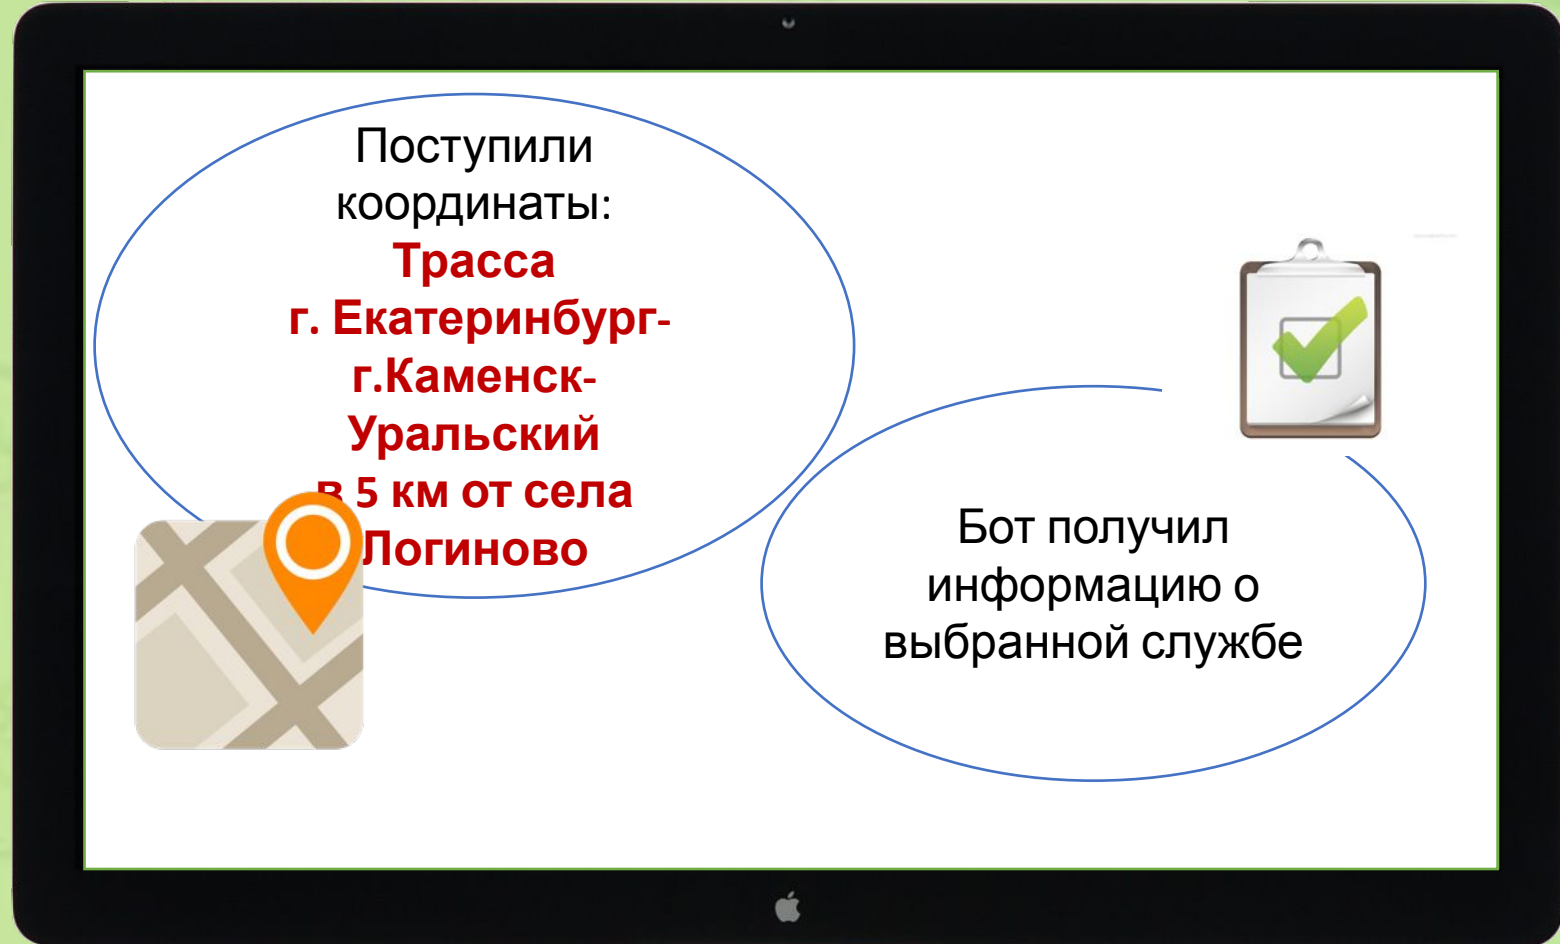 Поступили
координаты:
Трасса
г. Екатеринбург-
г.Каменск-
Уральский
в 5 км от села
Логиново
Бот получил
информацию о
выбранной службе